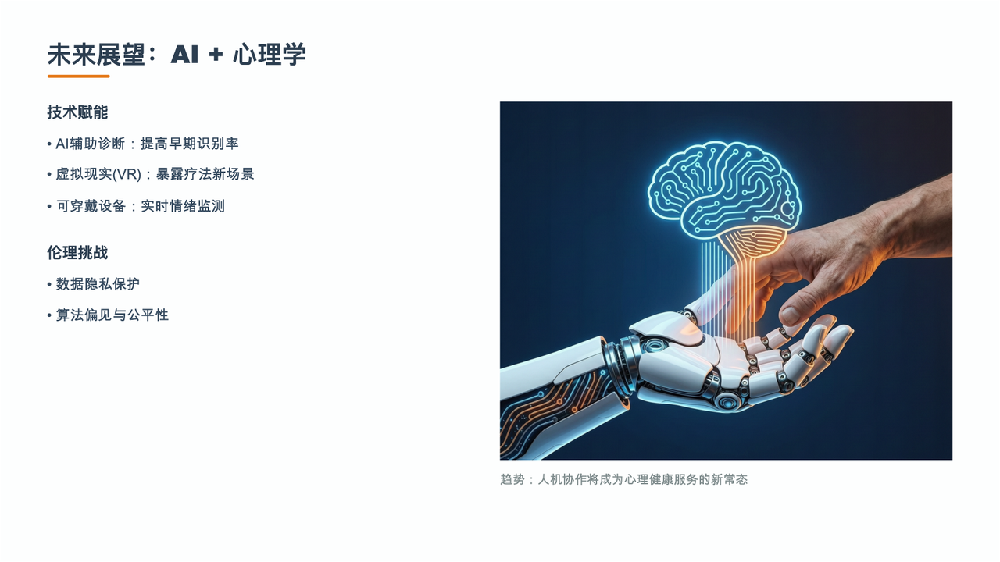 未来展望：AI + 心理学
技术赋能
• AI辅助诊断：提高早期识别率
• 虚拟现实(VR)：暴露疗法新场景
• 可穿戴设备：实时情绪监测
伦理挑战
• 数据隐私保护
• 算法偏见与公平性
趋势：人机协作将成为心理健康服务的新常态